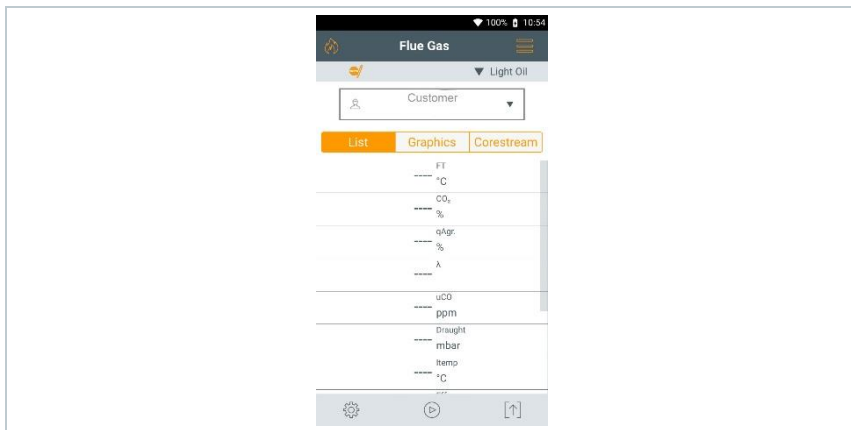 100% 10:54
Flue Gas
Light Oil
Customer
List Graphics Corestream
FT
---- °C
CO₂
---- %
qAgr.
---- %
λ
----
uCO
---- ppm
Draught
---- mbar
Itemp
---- °C